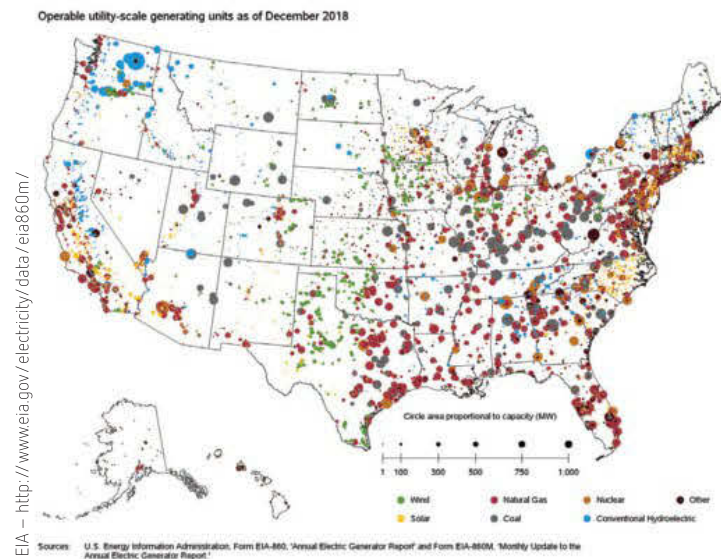 Operable utility-scale generating units as of December 2018
EIA – http://www.eia.gov/electricity/data/eia860m/
Circle area proportional to capacity (MW)
1 100 300 500 750 1,000
Wind Natural Gas Nuclear Other
Solar Coal Conventional Hydroelectric
Sources: U.S. Energy Information Administration, Form EIA-860, 'Annual Electric Generator Report' and Form EIA-860M, 'Monthly Update to the
Annual Electric Generator Report.'